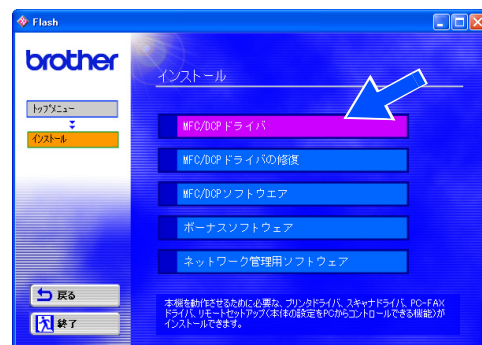 Flash
brother
インストール
トップメニュー
インストール
MFC/DCPドライバ
MFC/DCPドライバの修復
MFC/DCPソフトウエア
ボーナスソフトウェア
ネットワーク管理用ソフトウェア
戻る
終了
本機を動作させるために必要な、プリンタドライバ、スキャナドライバ、PC-FAX
ドライバ、リモートセットアップ(本体の設定をPCからコントロールできる機能)が
インストールできます。